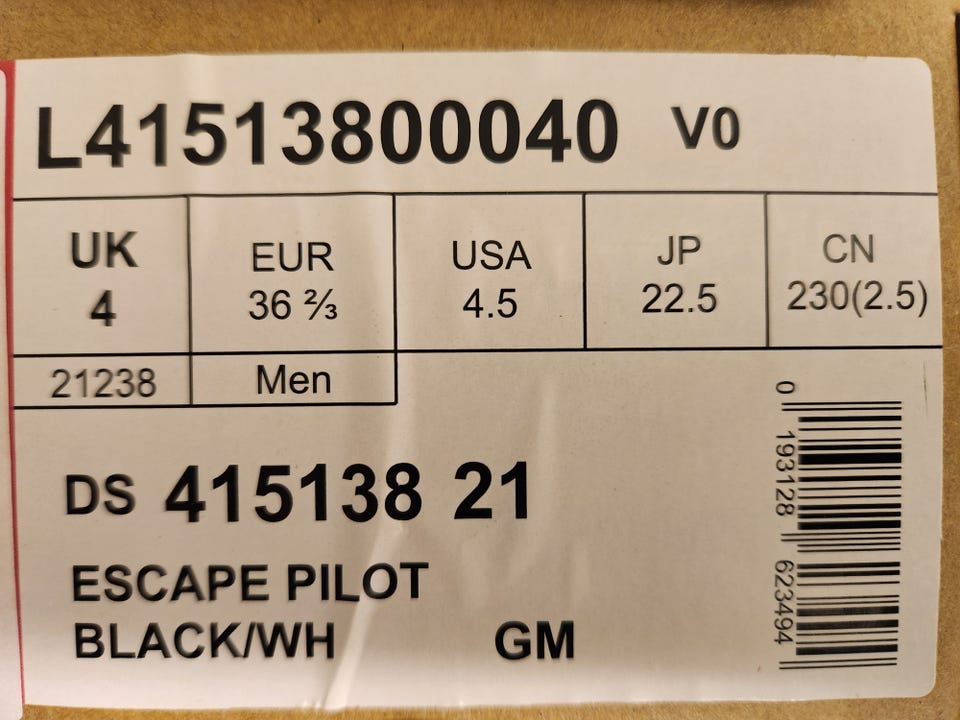 L41513800040 V0
UK EUR USA JP CN
4 36 ⅔ 4.5 22.5 230(2.5)
21238 Men
DS 415138 21
ESCAPE PILOT
BLACK/WH GM
0 193128 623494